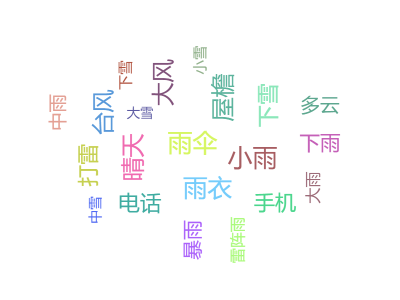 小雪
下雪
大风
屋檐
下雪
台风
中雨
大雪
多云
雨伞
下雨
晴天
小雨
打雷
雨衣
大雨
中雪
电话
手机
暴雨
雷阵雨